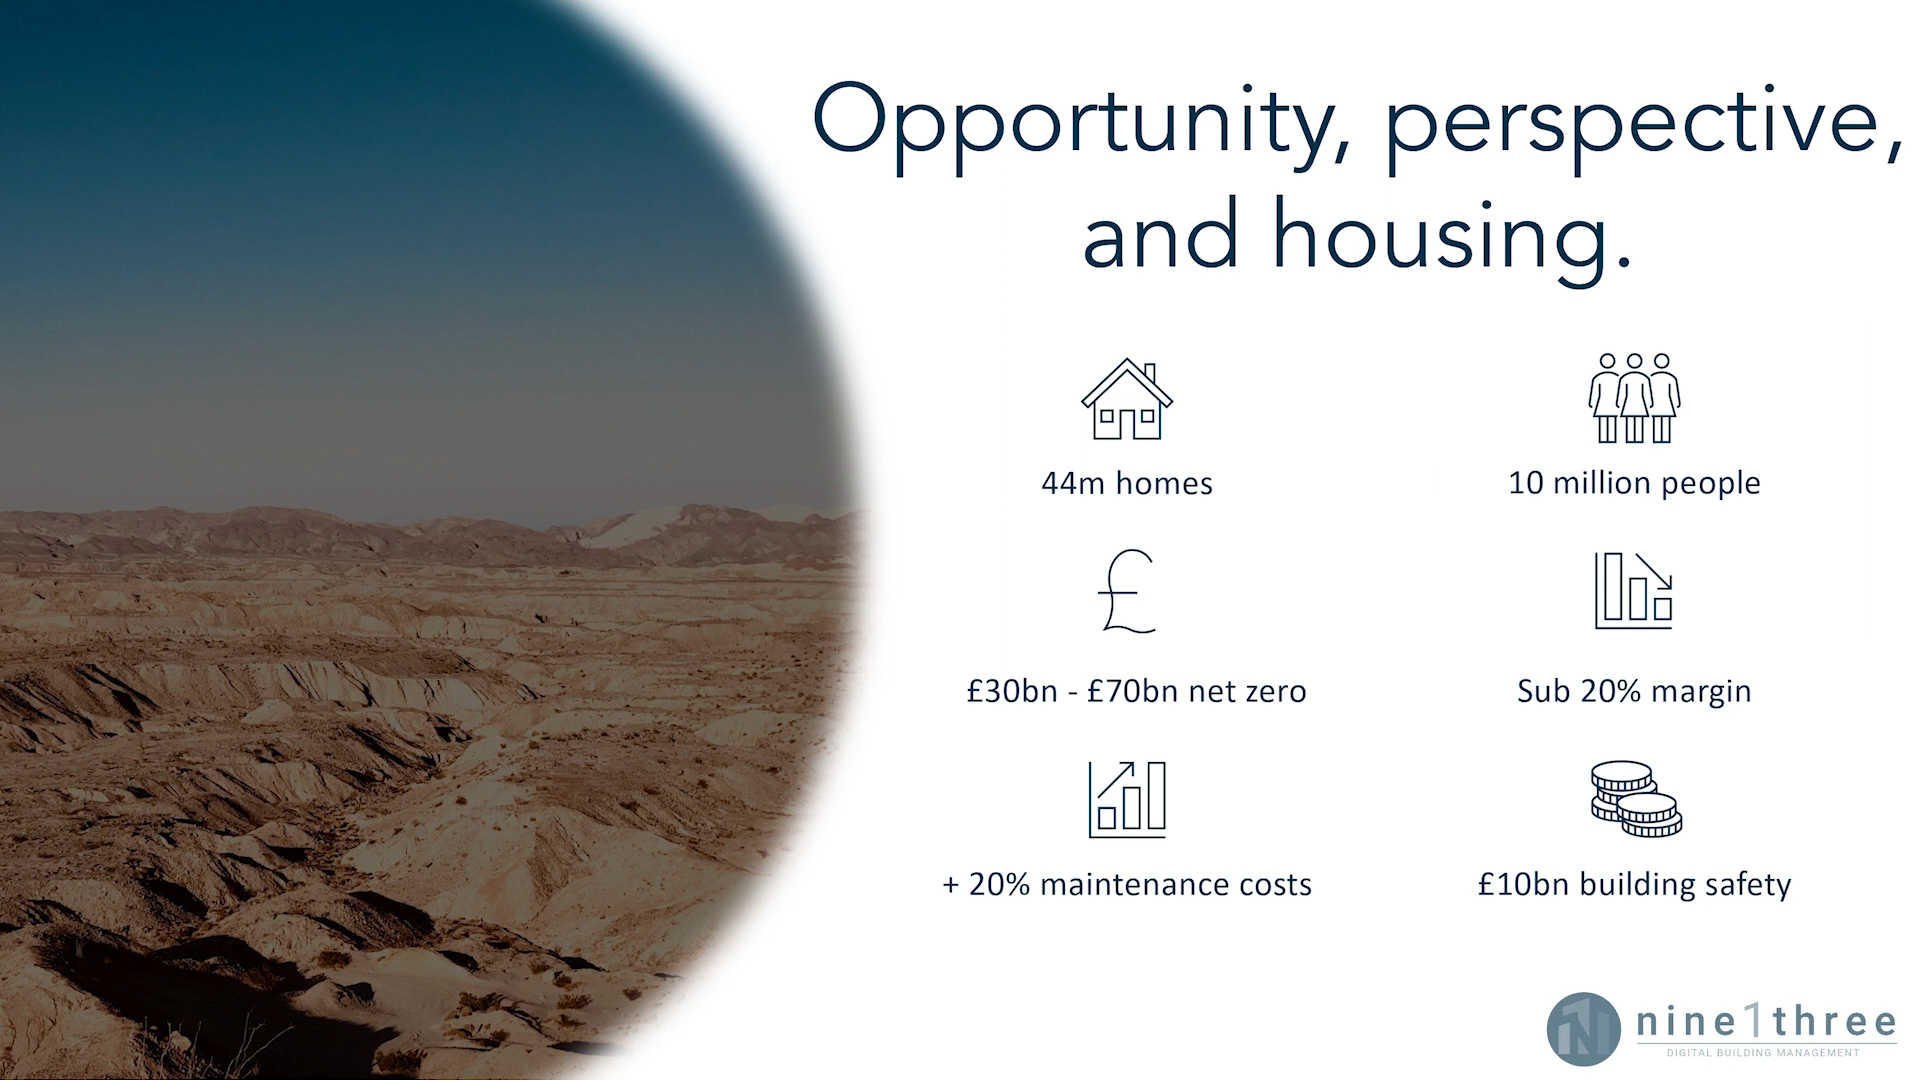 Opportunity, perspective,
and housing.
44m homes
10 million people
£30bn - £70bn net zero
Sub 20% margin
+ 20% maintenance costs
£10bn building safety
nine1three
DIGITAL BUILDING MANAGEMENT